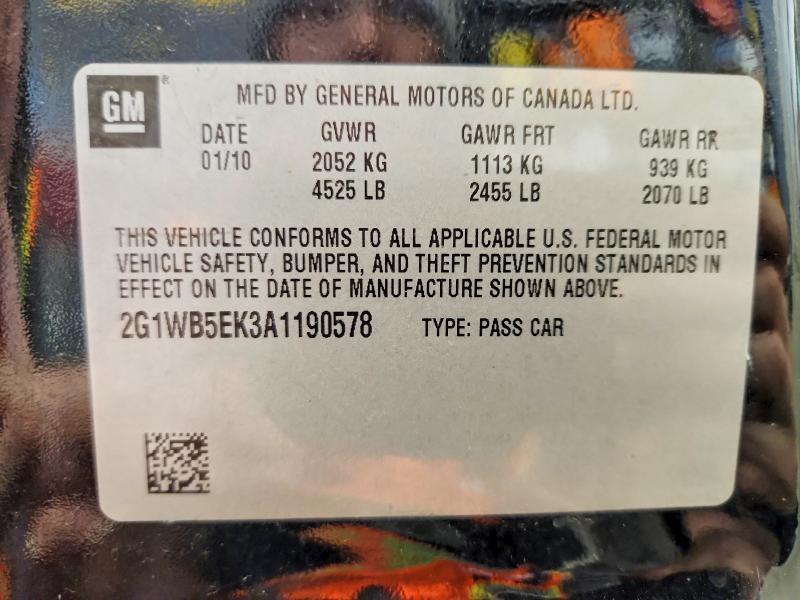 GM®
MFD BY GENERAL MOTORS OF CANADA LTD.
DATE GVWR GAWR FRT GAWR RR
01/10 2052 KG 1113 KG 939 KG
4525 LB 2455 LB 2070 LB
THIS VEHICLE CONFORMS TO ALL APPLICABLE U.S. FEDERAL MOTOR
VEHICLE SAFETY, BUMPER, AND THEFT PREVENTION STANDARDS IN
EFFECT ON THE DATE OF MANUFACTURE SHOWN ABOVE.
2G1WB5EK3A1190578 TYPE: PASS CAR